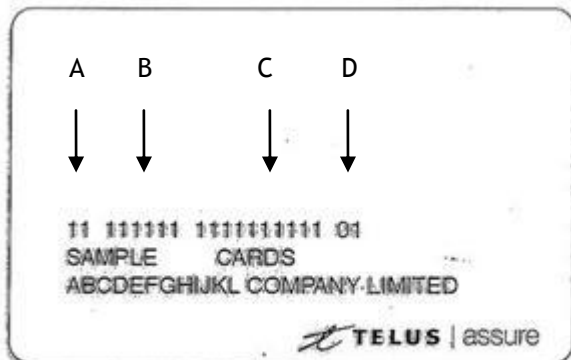 A B C D
11 111111 1111111111 01
SAMPLE CARDS
ABCDEFGHIJKL COMPANY LIMITED
TELUS | assure